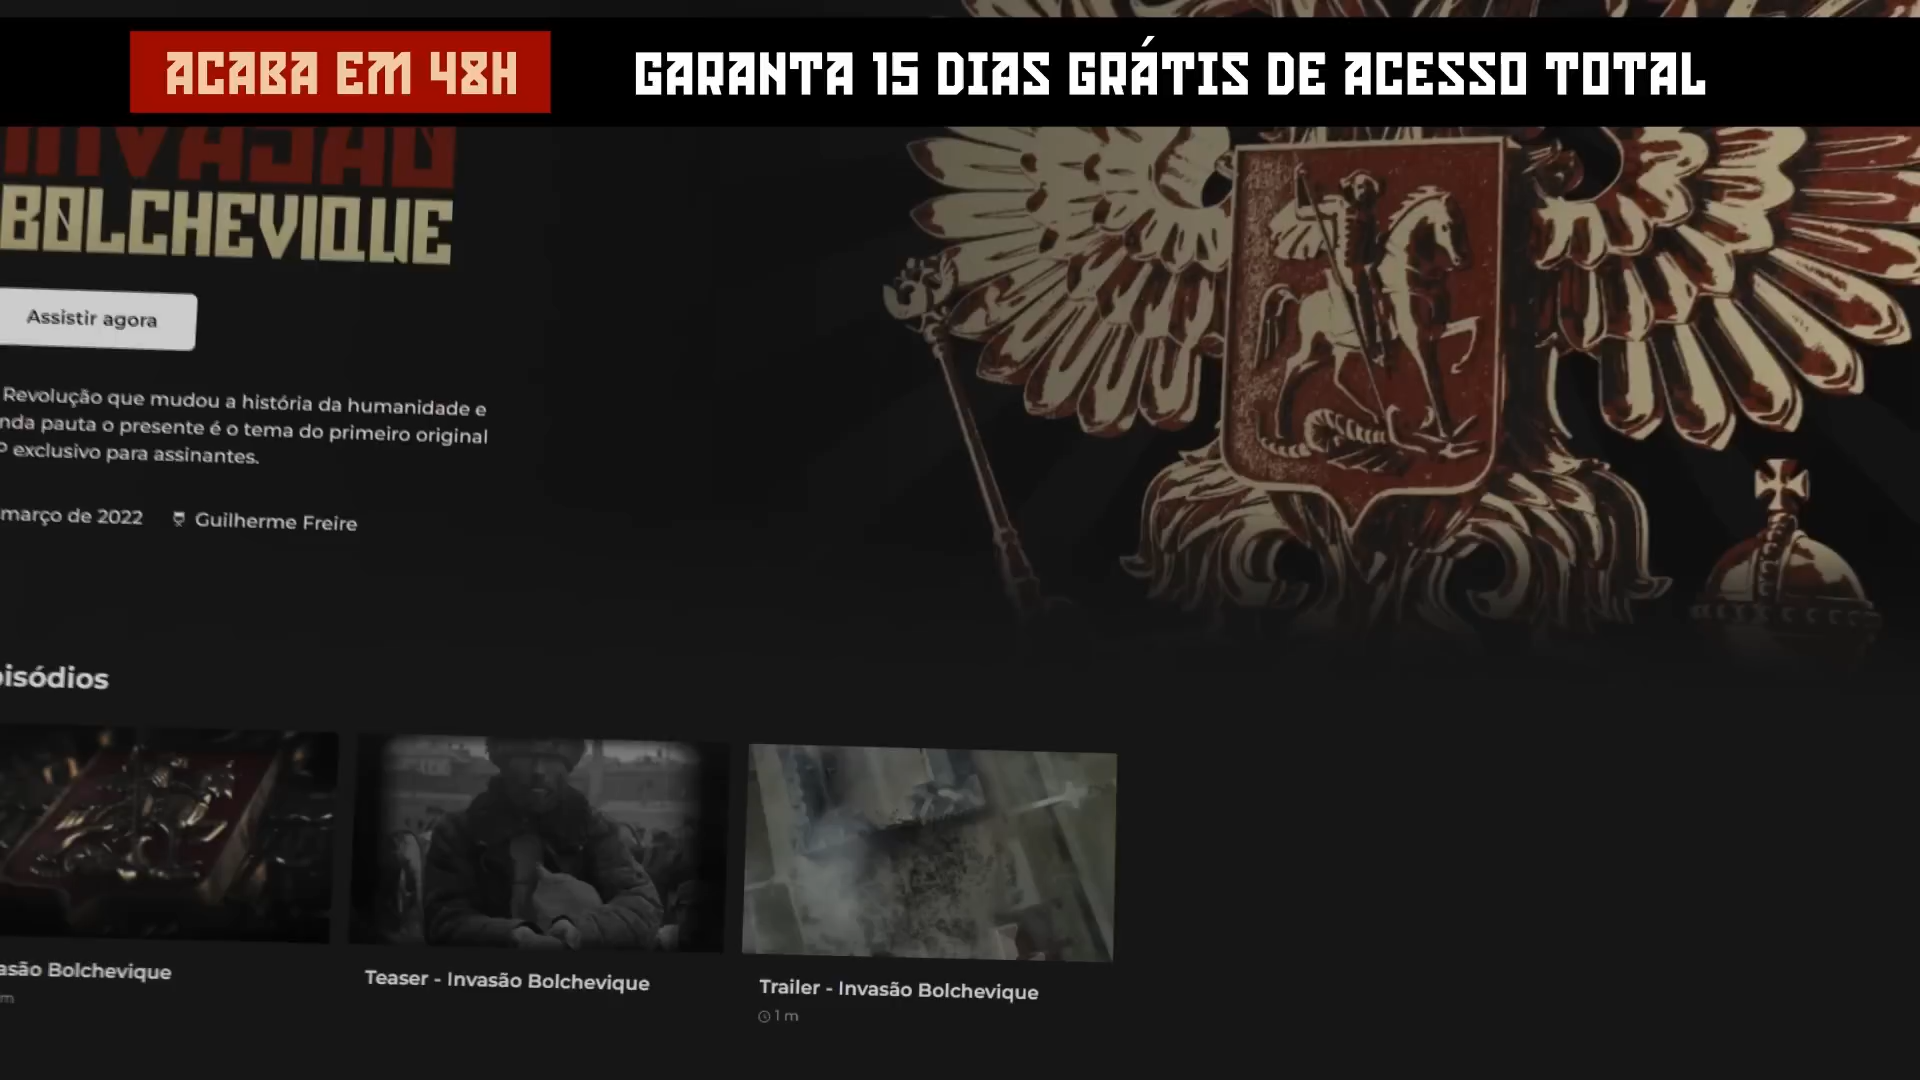 ACABA EM 48H
GARANTA 15 DIAS GRÁTIS DE ACESSO TOTAL
INVASÃO
BOLCHEVIQUE
Assistir agora
Revolução que mudou a história da humanidade e
nda pauta o presente é o tema do primeiro original
P exclusivo para assinantes.
março de 2022
Guilherme Freire
pisódios
asão Bolchevique
m
Teaser - Invasão Bolchevique
Trailer - Invasão Bolchevique
1 m